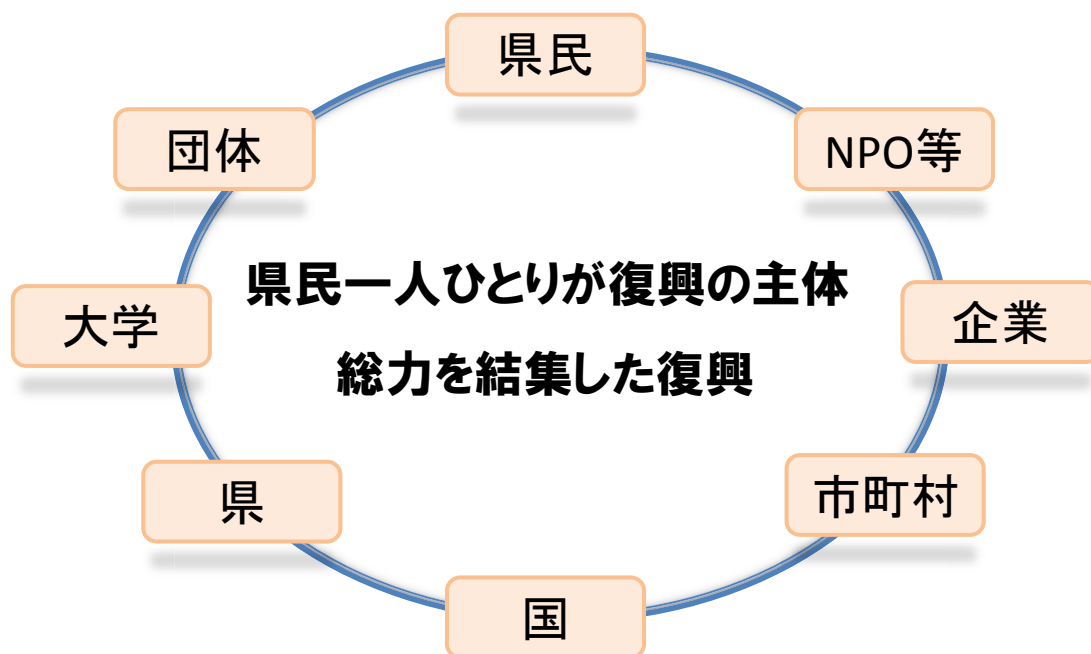 県民
団体
NPO等
県民一人ひとりが復興の主体
大学
企業
総力を結集した復興
県
市町村
国